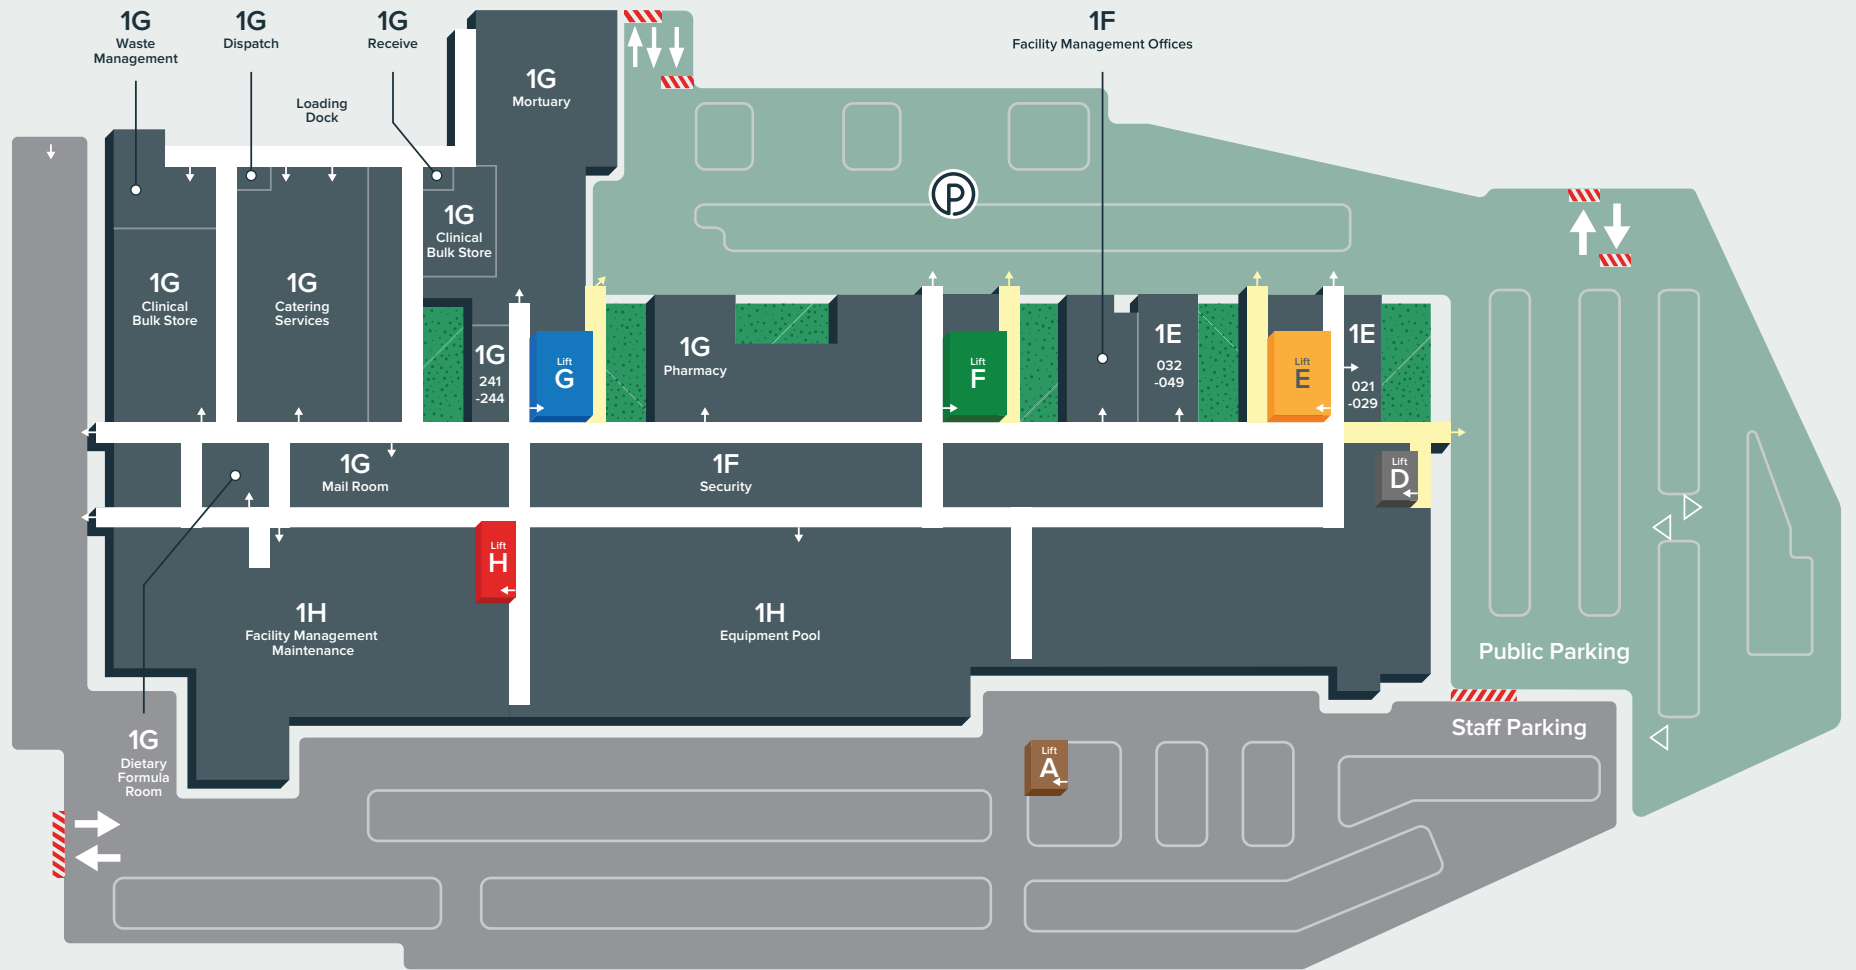 1G
Waste
Management
1G
Dispatch
1G
Receive
Loading
Dock
1G
Mortuary
1F
Facility Management Offices
P
1G
Clinical
Bulk Store
1G
Clinical
Bulk Store
1G
Catering
Services
1G
241
-244
Lift
G
1G
Pharmacy
Lift
F
1E
032
-049
Lift
E
1E
021
-029
1G
Mail Room
1F
Security
Lift
D
Lift
H
1H
Facility Management
Maintenance
1H
Equipment Pool
Public Parking
Staff Parking
1G
Dietary
Formula
Room
Lift
A